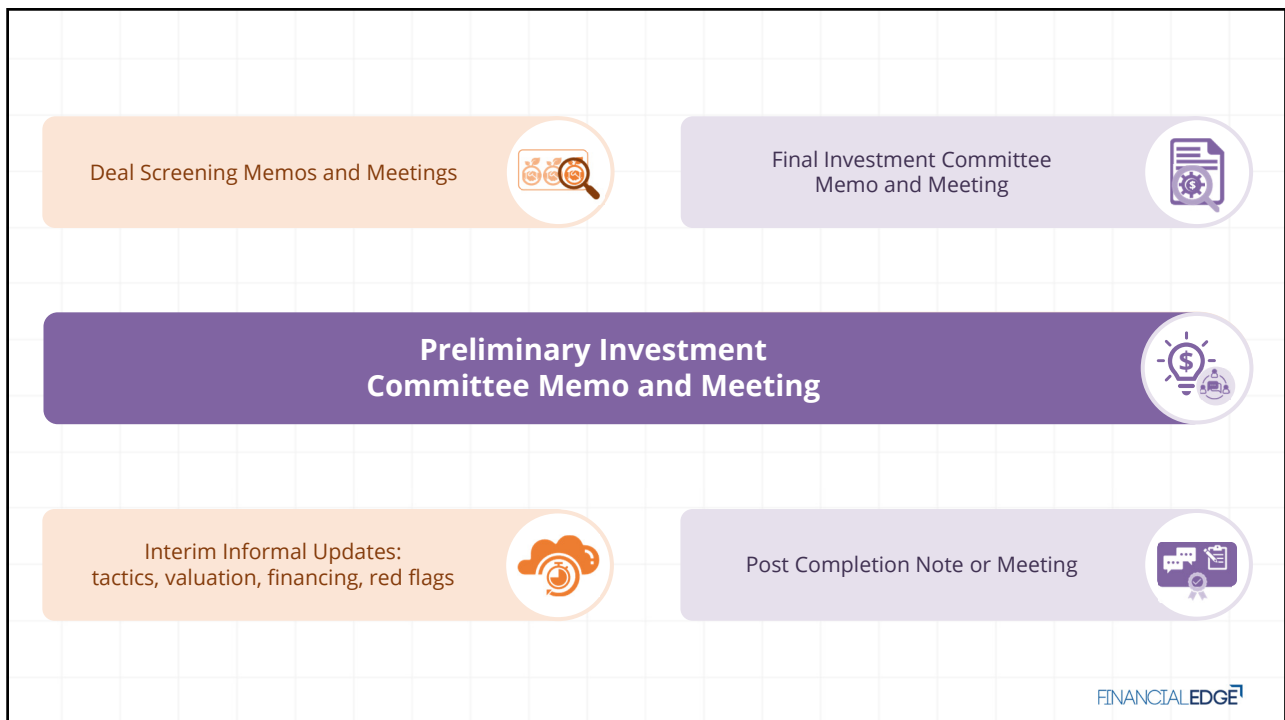 Deal Screening Memos and Meetings
Final Investment Committee
Memo and Meeting
Preliminary Investment
Committee Memo and Meeting
Interim Informal Updates:
tactics, valuation, financing, red flags
Post Completion Note or Meeting
FINANCIALEDGE